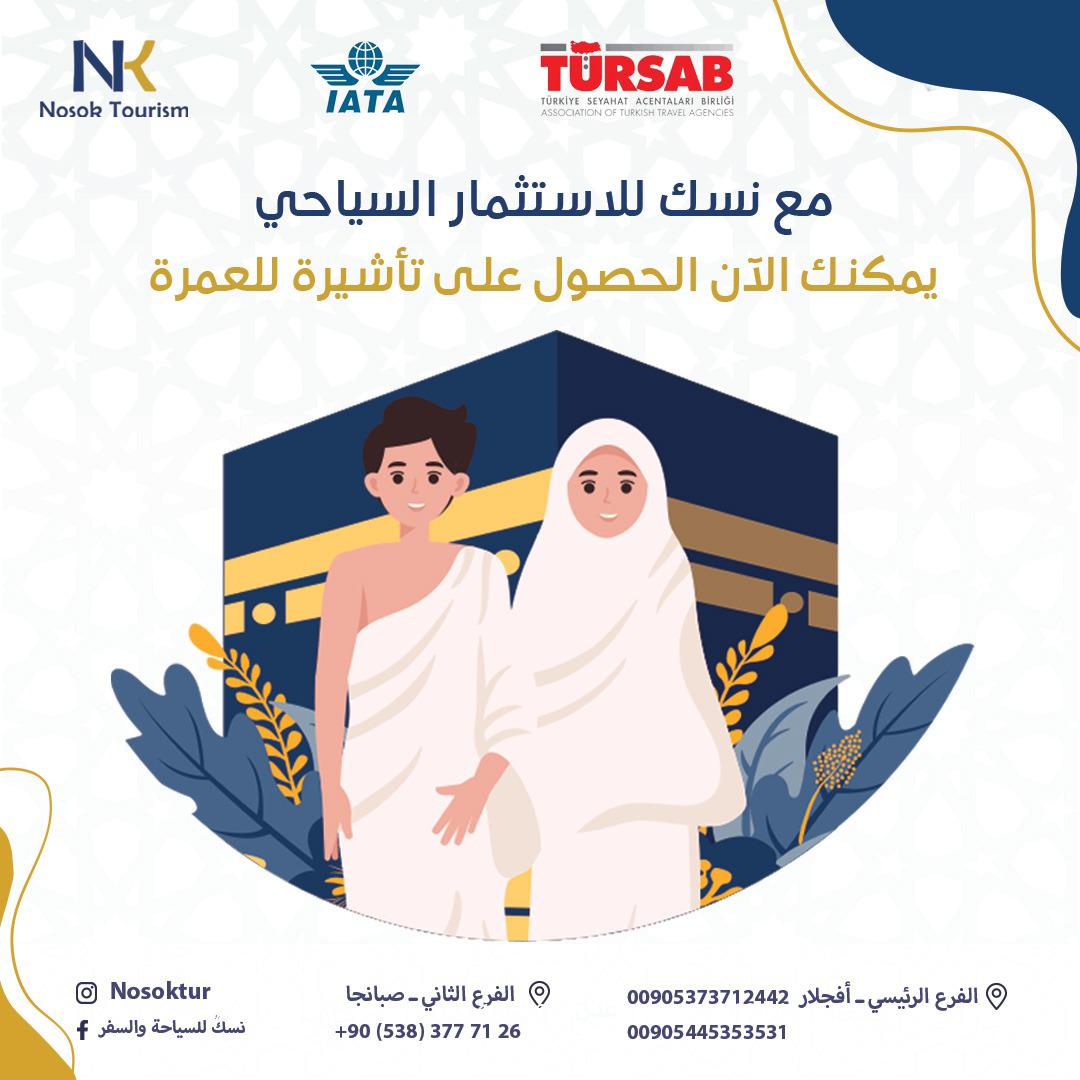 NK
Nosok Tourism
IATA
TÜRSAB
TÜRKİYE SEYAHAT ACENTALARI BİRLİĞİ
ASSOCIATION OF TURKISH TRAVEL AGENCIES
مع نسك للاستثمار السياحي
يمكنك الآن الحصول على تأشيرة للعمرة
الفرع الرئيسي - أفجلار 00905373712442
00905445353531
الفرع الثاني - صبانجا
+90 (538) 377 71 26
Nosoktur
نسك للسياحة والسفر